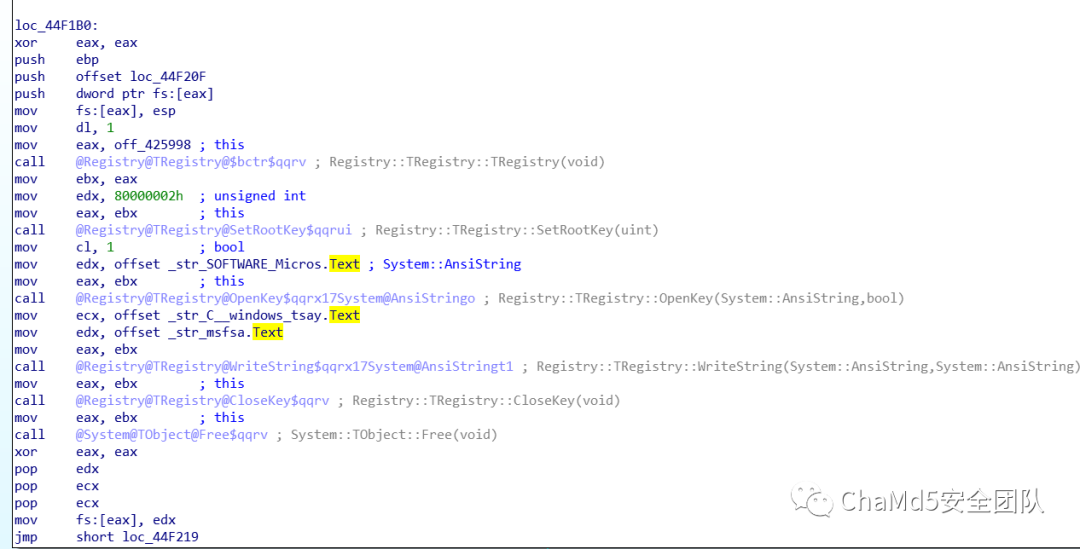 loc_44F1B0:
xor eax, eax
push ebp
push offset loc_44F20F
push dword ptr fs:[eax]
mov fs:[eax], esp
mov dl, 1
mov eax, off_425998 ; this
call @Registry@TRegistry@$bctr$qqrv ; Registry::TRegistry::TRegistry(void)
mov ebx, eax
mov edx, 80000002h ; unsigned int
mov eax, ebx ; this
call @Registry@TRegistry@SetRootKey$qqrui ; Registry::TRegistry::SetRootKey(uint)
mov cl, 1 ; bool
mov edx, offset _str_SOFTWARE_Micros.Text ; System::AnsiString
mov eax, ebx ; this
call @Registry@TRegistry@OpenKey$qqrx17System@AnsiStringo ; Registry::TRegistry::OpenKey(System::AnsiString,bool)
mov ecx, offset _str_C__windows_tsay.Text
mov edx, offset _str_msfsa.Text
mov eax, ebx
call @Registry@TRegistry@WriteString$qqrx17System@AnsiStringt1 ; Registry::TRegistry::WriteString(System::AnsiString,System::AnsiString)
mov eax, ebx ; this
call @Registry@TRegistry@CloseKey$qqrv ; Registry::TRegistry::CloseKey(void)
mov eax, ebx ; this
call @System@TObject@Free$qqrv ; System::TObject::Free(void)
xor eax, eax
pop edx
pop ecx
pop ecx
mov fs:[eax], edx
jmp short loc_44F219
ChaMd5安全团队